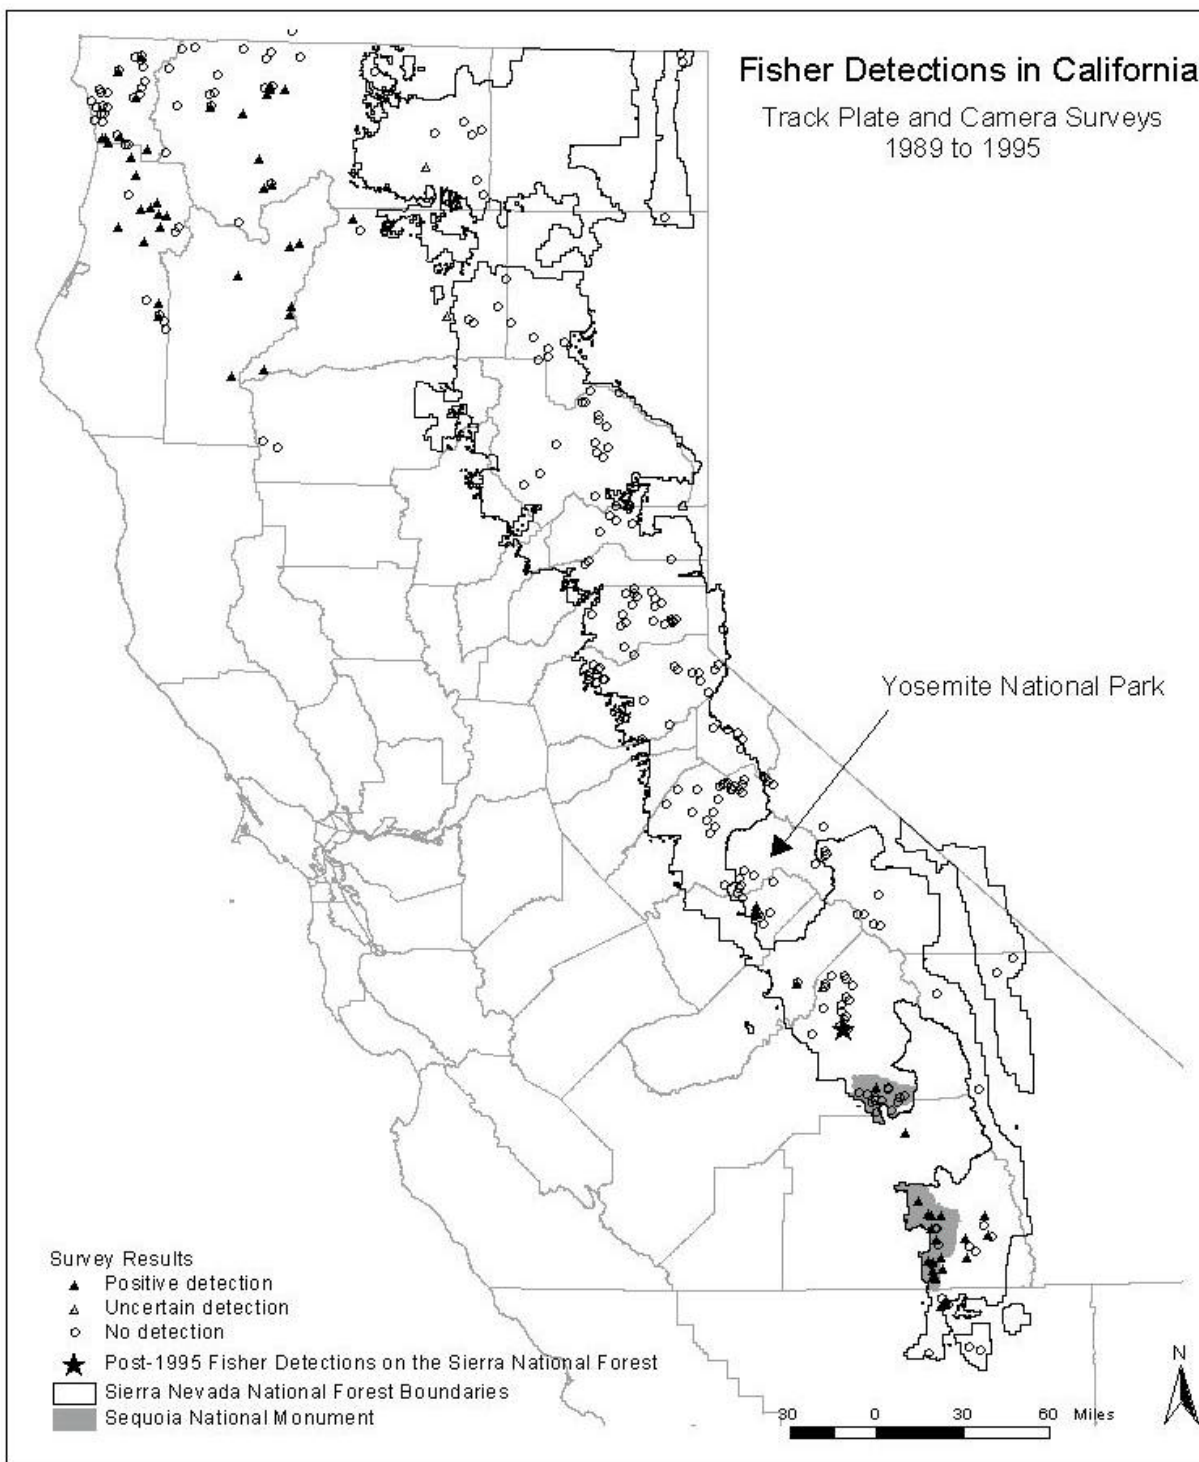 Fisher Detections in California
Track Plate and Camera Surveys
1989 to 1995
Yosemite National Park
Survey Results
Positive detection
Uncertain detection
No detection
Post-1995 Fisher Detections on the Sierra National Forest
Sierra Nevada National Forest Boundaries
Sequoia National Monument
30 0 30 60 Miles
N